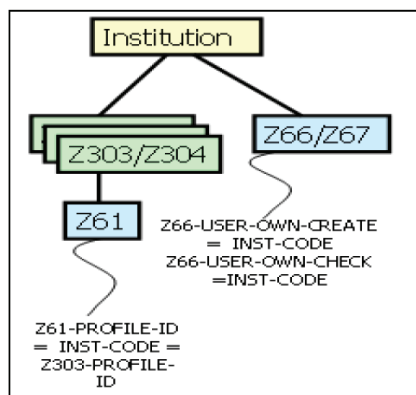 Institution
Z303/Z304
Z66/Z67
Z61
Z66-USER-OWN-CREATE
= INST-CODE
Z66-USER-OWN-CHECK
=INST-CODE
Z61-PROFILE-ID
= INST-CODE =
Z303-PROFILE-
ID